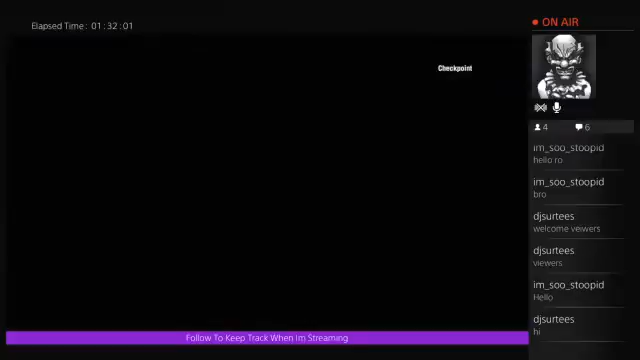 Elapsed Time : 01 : 32 : 01
ON AIR
Checkpoint
4
6
im_soo_stoopid
hello ro
im_soo_stoopid
bro
djsurtees
welcome veiwers
djsurtees
viewers
im_soo_stoopid
Hello
djsurtees
hi
Follow To Keep Track When Im Streaming